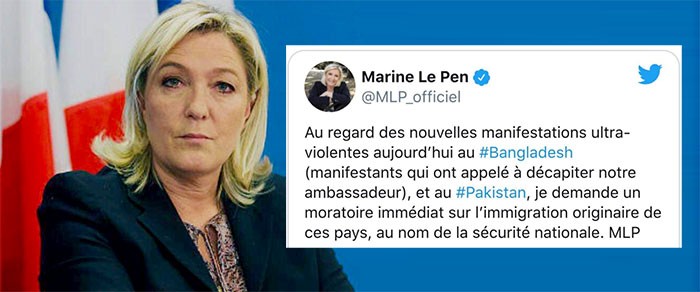 Marine Le Pen
@MLP_officiel
Au regard des nouvelles manifestations ultra-
violentes aujourd'hui au #Bangladesh
(manifestants qui ont appelé à décapiter notre
ambassadeur), et au #Pakistan, je demande un
moratoire immédiat sur l'immigration originaire de
ces pays, au nom de la sécurité nationale. MLP